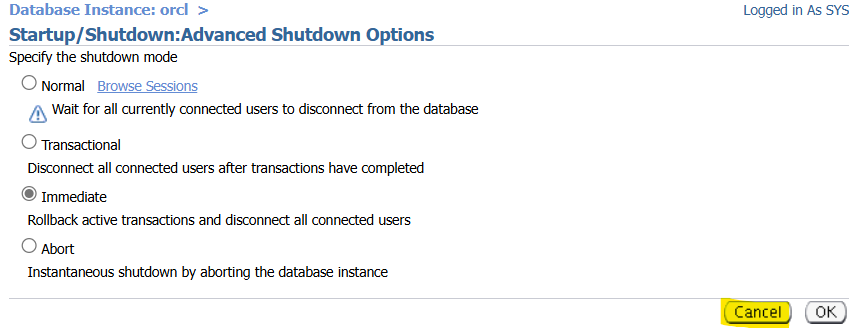 Database Instance: orcl >
Logged in As SYS
Startup/Shutdown:Advanced Shutdown Options
Specify the shutdown mode
Normal Browse Sessions
Wait for all currently connected users to disconnect from the database
Transactional
Disconnect all connected users after transactions have completed
Immediate
Rollback active transactions and disconnect all connected users
Abort
Instantaneous shutdown by aborting the database instance
Cancel OK